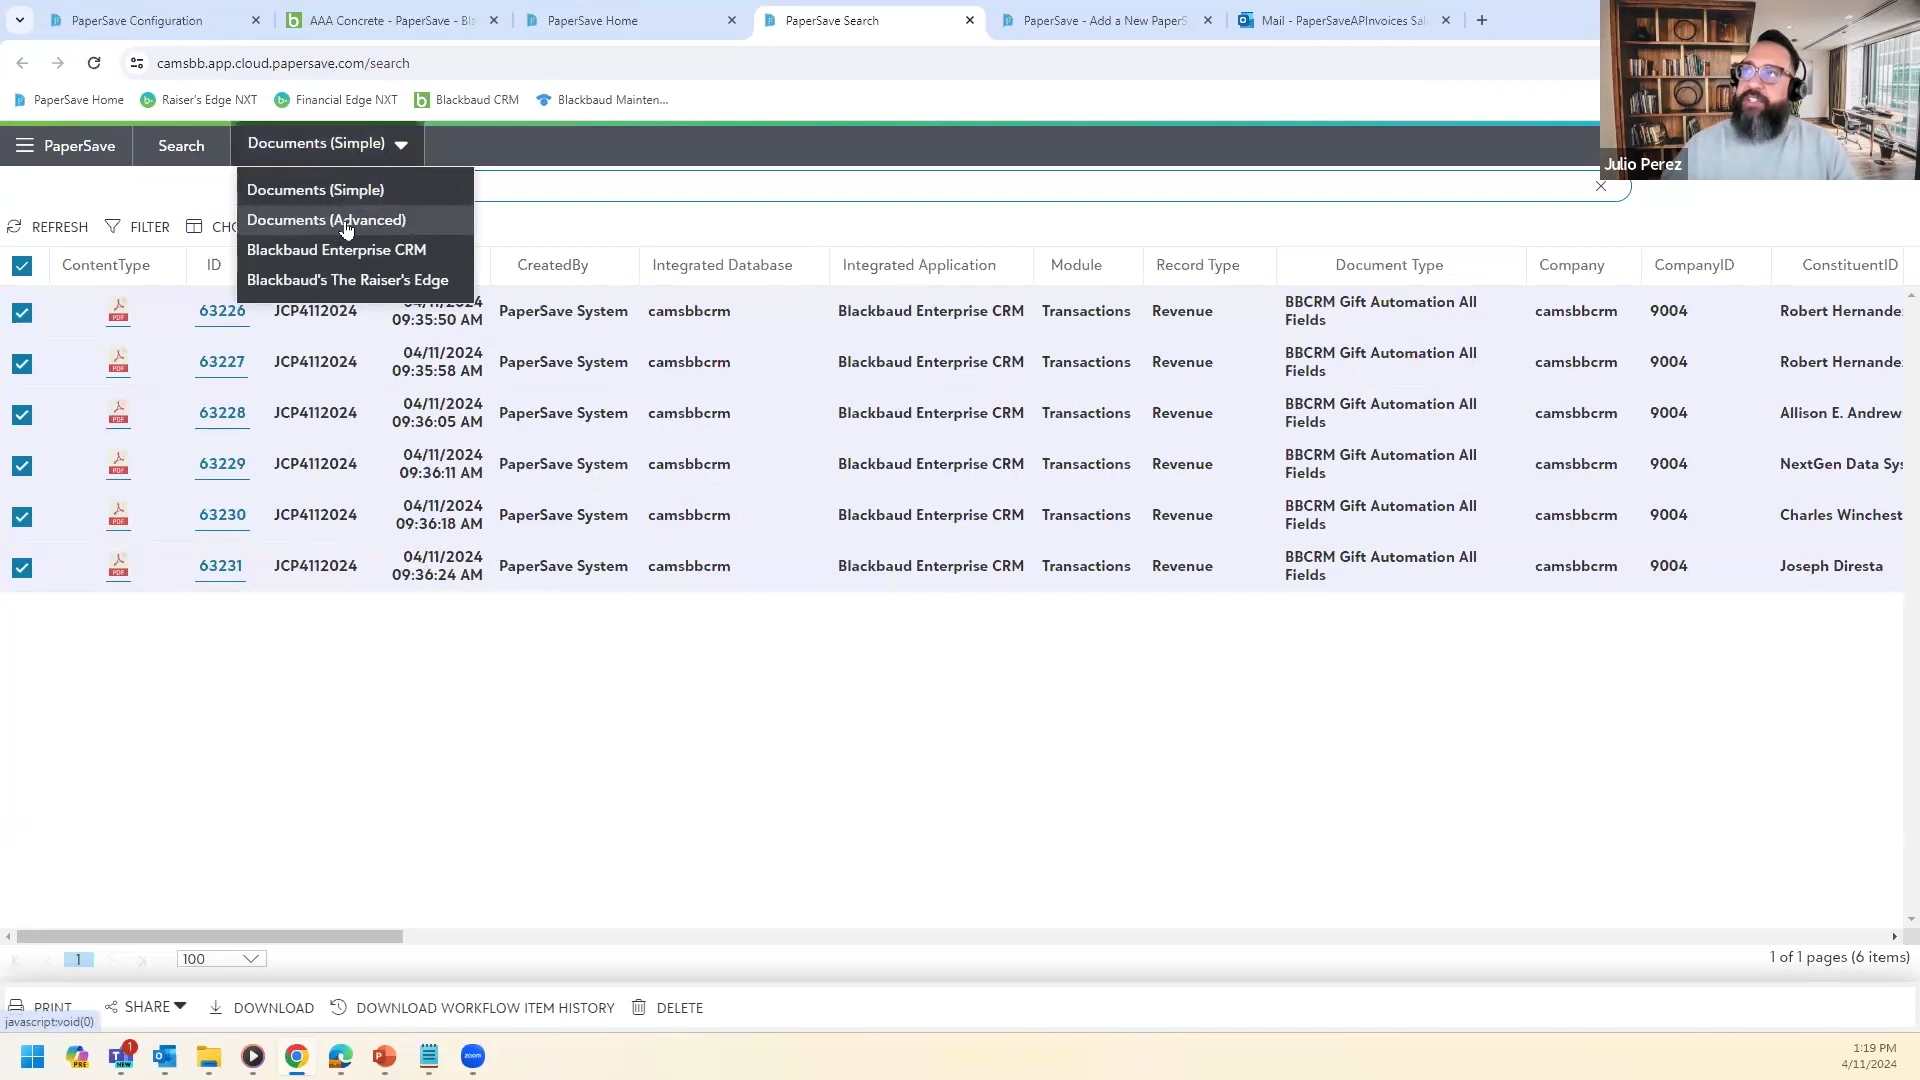 PaperSave Configuration
AAA Concrete - PaperSave - Bl
PaperSave Home
PaperSave Search
PaperSave - Add a New PaperS
Mail - PaperSaveAPInvoices Sal
camsbb.app.cloud.papersave.com/search
PaperSave Home
Raiser's Edge NXT
Financial Edge NXT
Blackbaud CRM
Blackbaud Mainten...
Julio Perez
PaperSave
Search
Documents (Simple)
Documents (Simple)
Documents (Advanced)
Blackbaud Enterprise CRM
Blackbaud's The Raiser's Edge
REFRESH
FILTER
CHO
ContentType ID CreatedBy Integrated Database Integrated Application Module Record Type Document Type Company CompanyID ConstituentID
63226 JCP4112024 04/11/2024 09:35:50 AM PaperSave System camsbbcrm Blackbaud Enterprise CRM Transactions Revenue BBCRM Gift Automation All Fields camsbbcrm 9004 Robert Hernande
63227 JCP4112024 04/11/2024 09:35:58 AM PaperSave System camsbbcrm Blackbaud Enterprise CRM Transactions Revenue BBCRM Gift Automation All Fields camsbbcrm 9004 Robert Hernande
63228 JCP4112024 04/11/2024 09:36:05 AM PaperSave System camsbbcrm Blackbaud Enterprise CRM Transactions Revenue BBCRM Gift Automation All Fields camsbbcrm 9004 Allison E. Andrew
63229 JCP4112024 04/11/2024 09:36:11 AM PaperSave System camsbbcrm Blackbaud Enterprise CRM Transactions Revenue BBCRM Gift Automation All Fields camsbbcrm 9004 NextGen Data Sys
63230 JCP4112024 04/11/2024 09:36:18 AM PaperSave System camsbbcrm Blackbaud Enterprise CRM Transactions Revenue BBCRM Gift Automation All Fields camsbbcrm 9004 Charles Winchest
63231 JCP4112024 04/11/2024 09:36:24 AM PaperSave System camsbbcrm Blackbaud Enterprise CRM Transactions Revenue BBCRM Gift Automation All Fields camsbbcrm 9004 Joseph Diresta
1
100
1 of 1 pages (6 items)
PRINT
SHARE
DOWNLOAD
DOWNLOAD WORKFLOW ITEM HISTORY
DELETE
javascript:void(0)
1:19 PM
4/11/2024